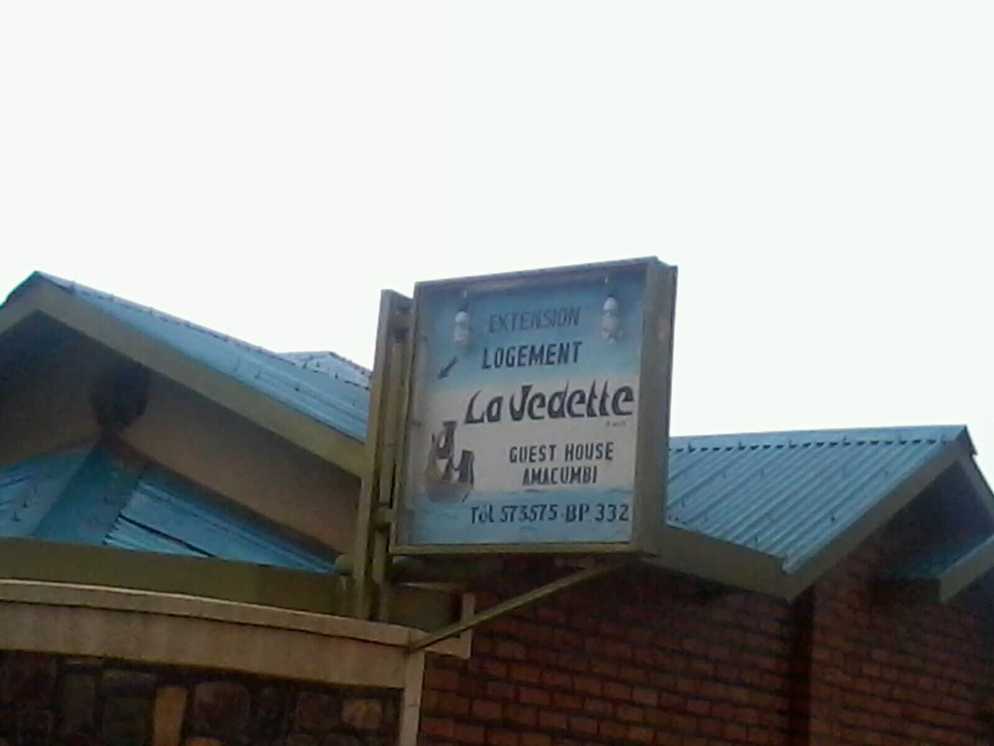 EXTENSION
LOGEMENT
La Vedette
GUEST HOUSE
AMACUMBI
Tél. 573575-BP. 332